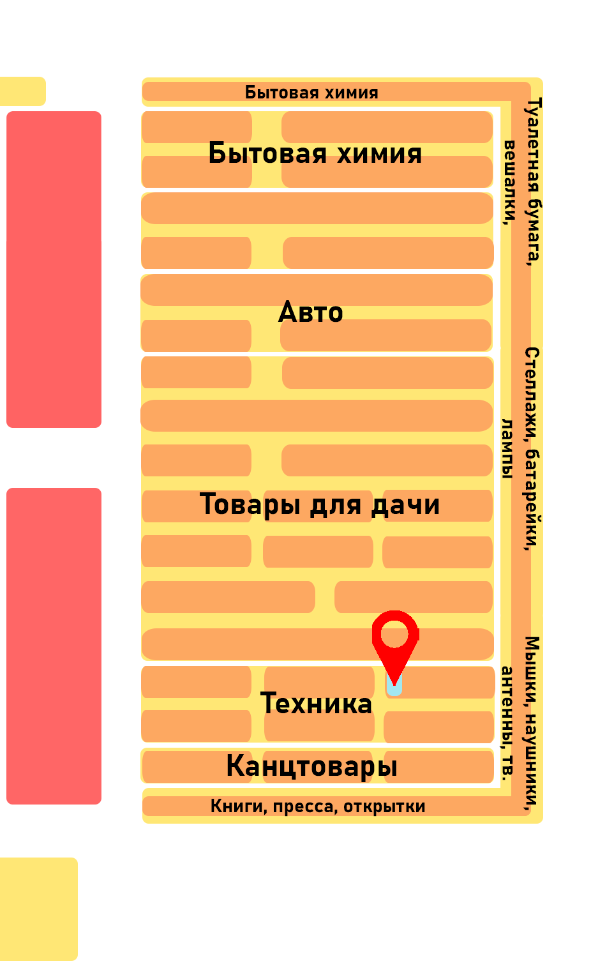 Бытовая химия
Бытовая химия
Туалетная бумага,
вешалки,
Авто
Стеллажи, батарейки,
лампы
Товары для дачи
Мышки, наушники,
антенны, тв.
Техника
Канцтовары
Книги, пресса, открытки